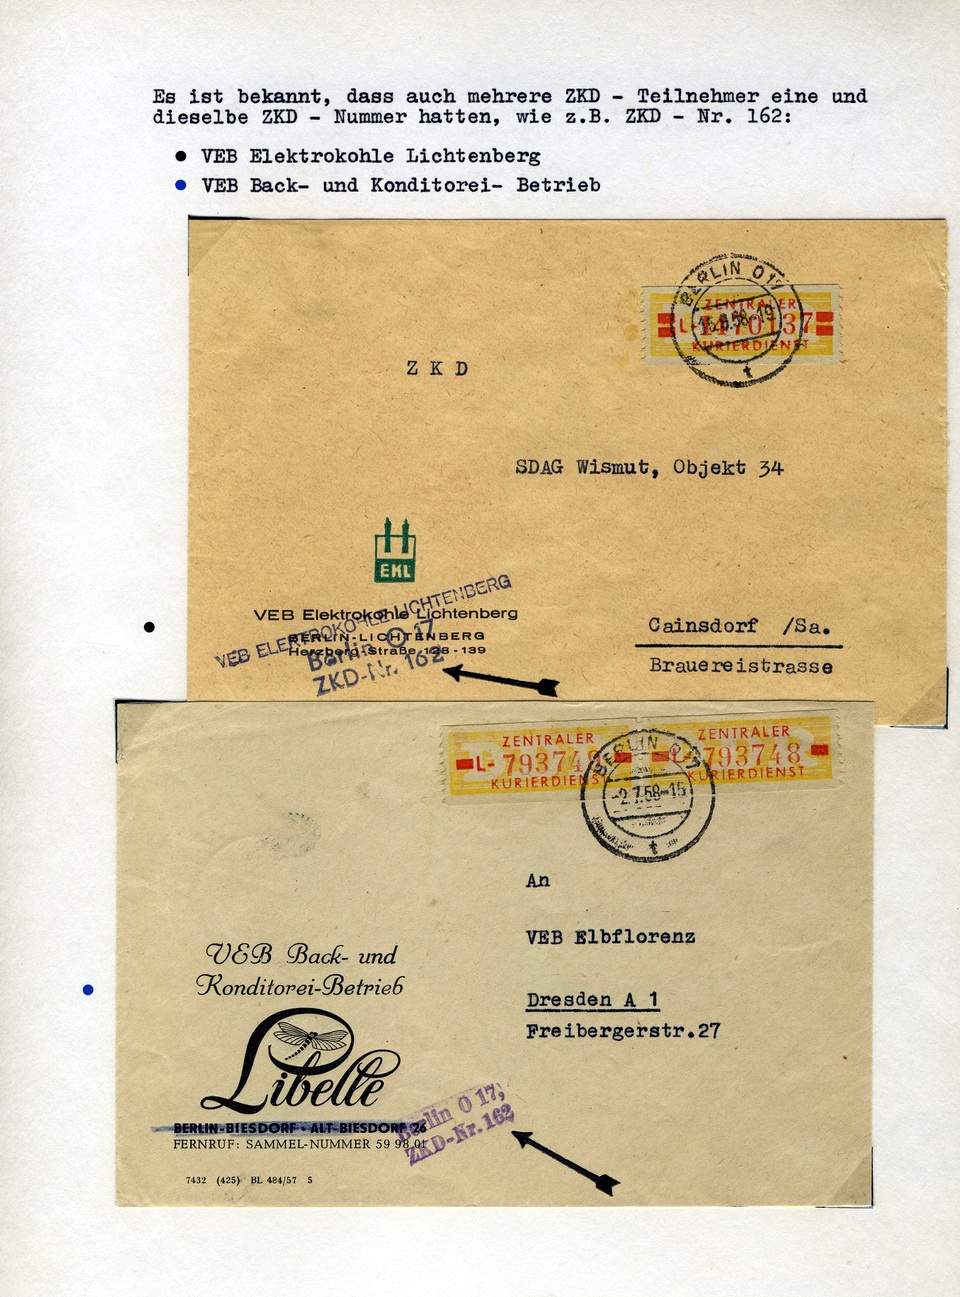 Es ist bekannt, dass auch mehrere ZKD - Teilnehmer eine und
dieselbe ZKD - Nummer hatten, wie z.B. ZKD - Nr. 162:
VEB Elektrokohle Lichtenberg
VEB Back- und Konditorei- Betrieb
BERLIN O 17
ZENTRALER
KURIERDIENST
t
Z K D
SDAG Wismut, Objekt 34
EKL
VEB Elektrokohle Lichtenberg
BERLIN-LICHTENBERG
Herzberg-Straße 128-139
VEB ELEKTROKOHLE LICHTENBERG
Berlin O 17
ZKD-Nr. 162
Cainsdorf /Sa.
Brauereistrasse
ZENTRALER
L- 793748
KURIERDIENST
ZENTRALER
L- 793748
KURIERDIENST
BERLIN O 17
-2.7.58-15
t
An
VEB Elbflorenz
Dresden A 1
Freibergerstr.27
VEB Back- und
Konditorei-Betrieb
Libelle
BERLIN-BIESDORF · ALT-BIESDORF 26
FERNRUF: SAMMEL-NUMMER 59 98 01
Berlin O 17,
ZKD-Nr. 162
7432 (425) BL 484/57 5